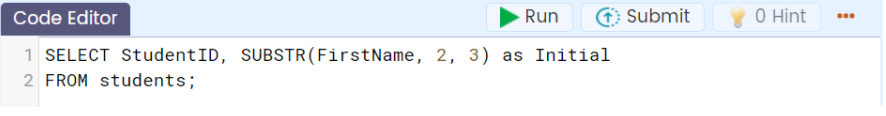 Code Editor Run Submit 0 Hint
1 SELECT StudentID, SUBSTR(FirstName, 2, 3) as Initial
2 FROM students;